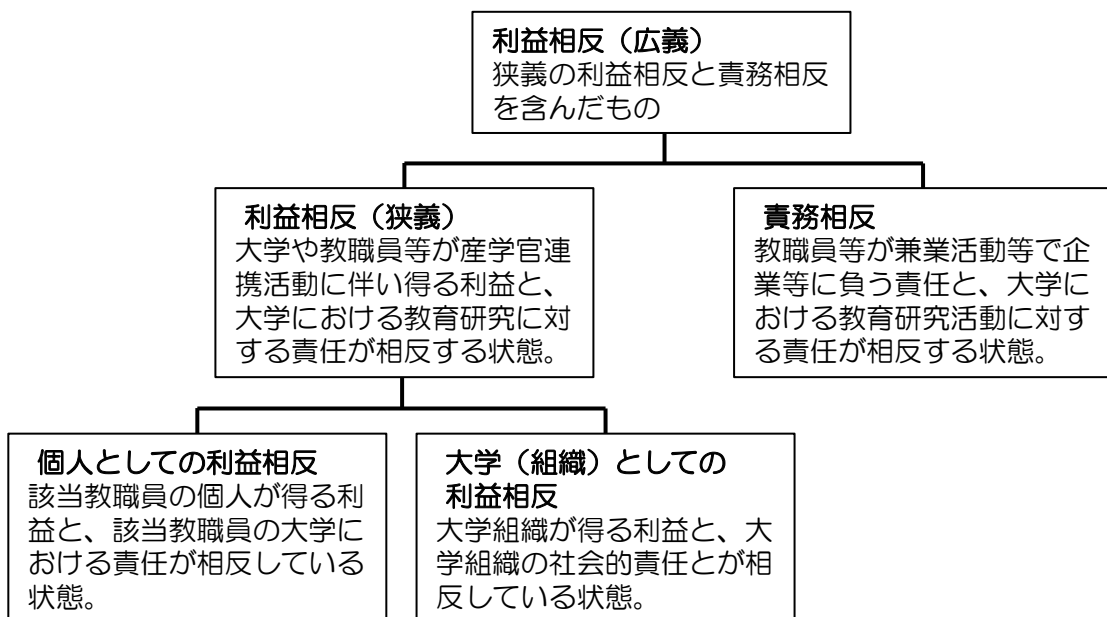 利益相反（広義）
狭義の利益相反と責務相反
を含んだもの
利益相反（狭義）
大学や教職員等が産学官連
携活動に伴い得る利益と、
大学における教育研究に対
する責任が相反する状態。
責務相反
教職員等が兼業活動等で企
業等に負う責任と、大学に
おける教育研究活動に対す
る責任が相反する状態。
個人としての利益相反
該当教職員の個人が得る利
益と、該当教職員の大学に
おける責任が相反している
状態。
大学（組織）としての
利益相反
大学組織が得る利益と、大
学組織の社会的責任とが相
反している状態。